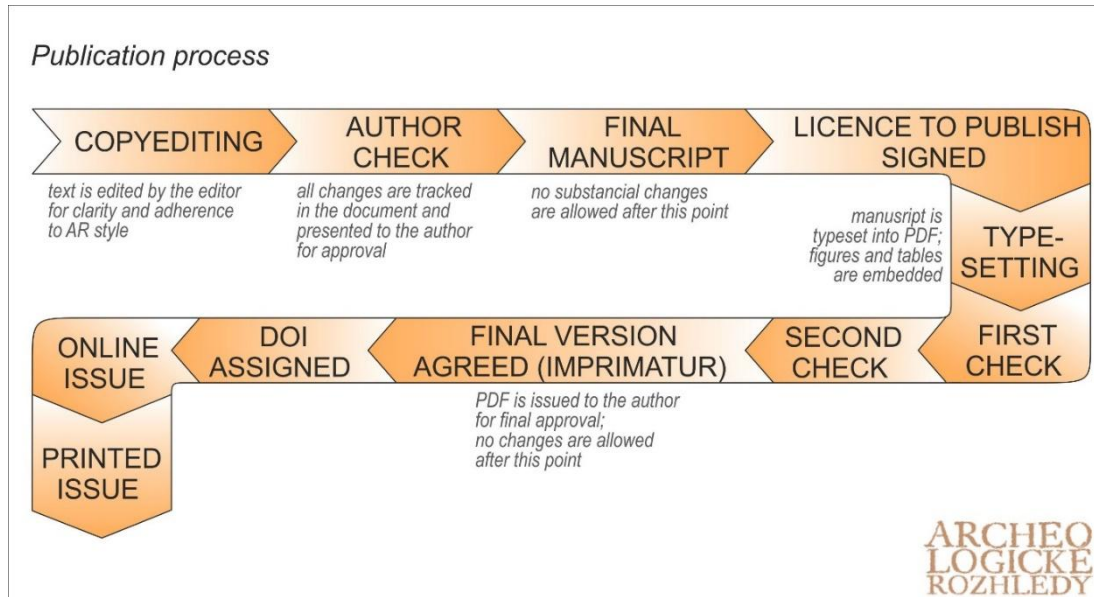 Publication process
COPYEDITING
text is edited by the editor
for clarity and adherence
to AR style
AUTHOR
CHECK
all changes are tracked
in the document and
presented to the author
for approval
FINAL
MANUSCRIPT
no substancial changes
are allowed after this point
LICENCE TO PUBLISH
SIGNED
TYPE-
SETTING
manusript is
typeset into PDF;
figures and tables
are embedded
FIRST
CHECK
SECOND
CHECK
FINAL VERSION
AGREED (IMPRIMATUR)
PDF is issued to the author
for final approval;
no changes are allowed
after this point
DOI
ASSIGNED
ONLINE
ISSUE
PRINTED
ISSUE
ARCHEO
LOGICKE
ROZHLEDY